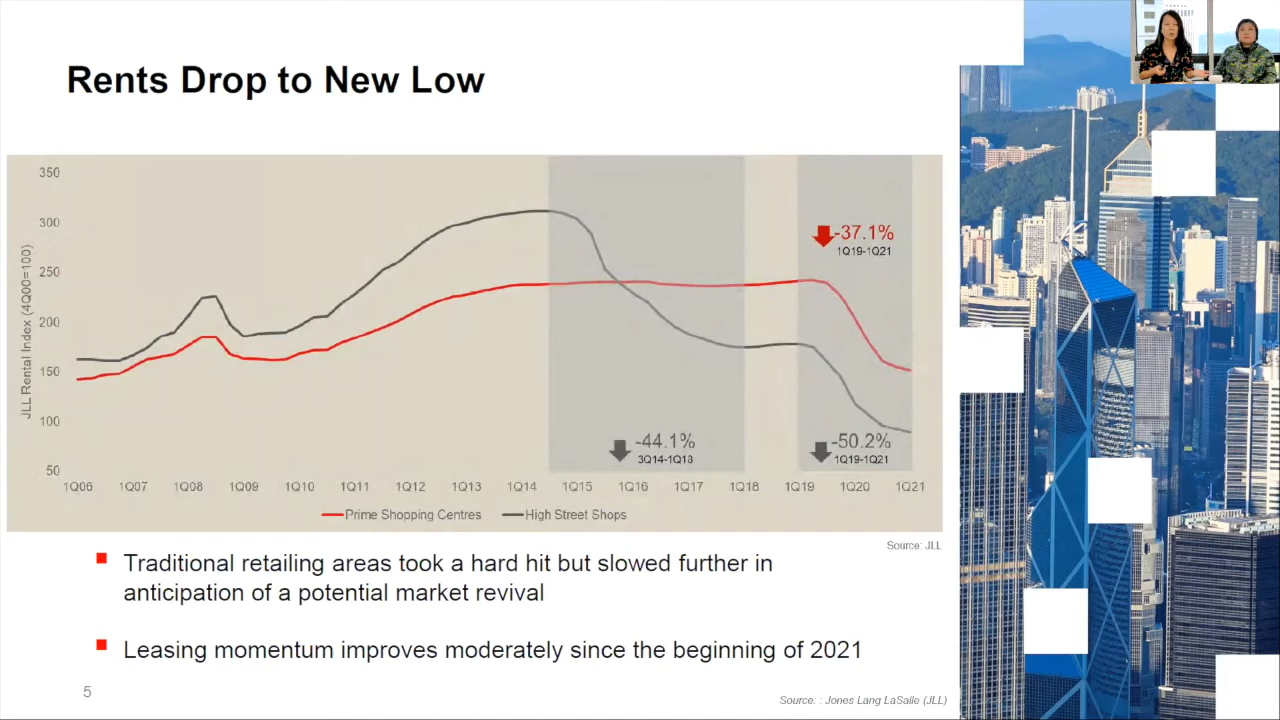 Rents Drop to New Low
350
300
250
200
150
100
50
JLL Rental Index (4Q00=100)
-37.1%
1Q19-1Q21
-44.1%
3Q14-1Q18
-50.2%
1Q19-1Q21
1Q06 1Q07 1Q08 1Q09 1Q10 1Q11 1Q12 1Q13 1Q14 1Q15 1Q16 1Q17 1Q18 1Q19 1Q20 1Q21
Prime Shopping Centres High Street Shops
Source: JLL
Traditional retailing areas took a hard hit but slowed further in
anticipation of a potential market revival
Leasing momentum improves moderately since the beginning of 2021
5
Source: : Jones Lang LaSalle (JLL)